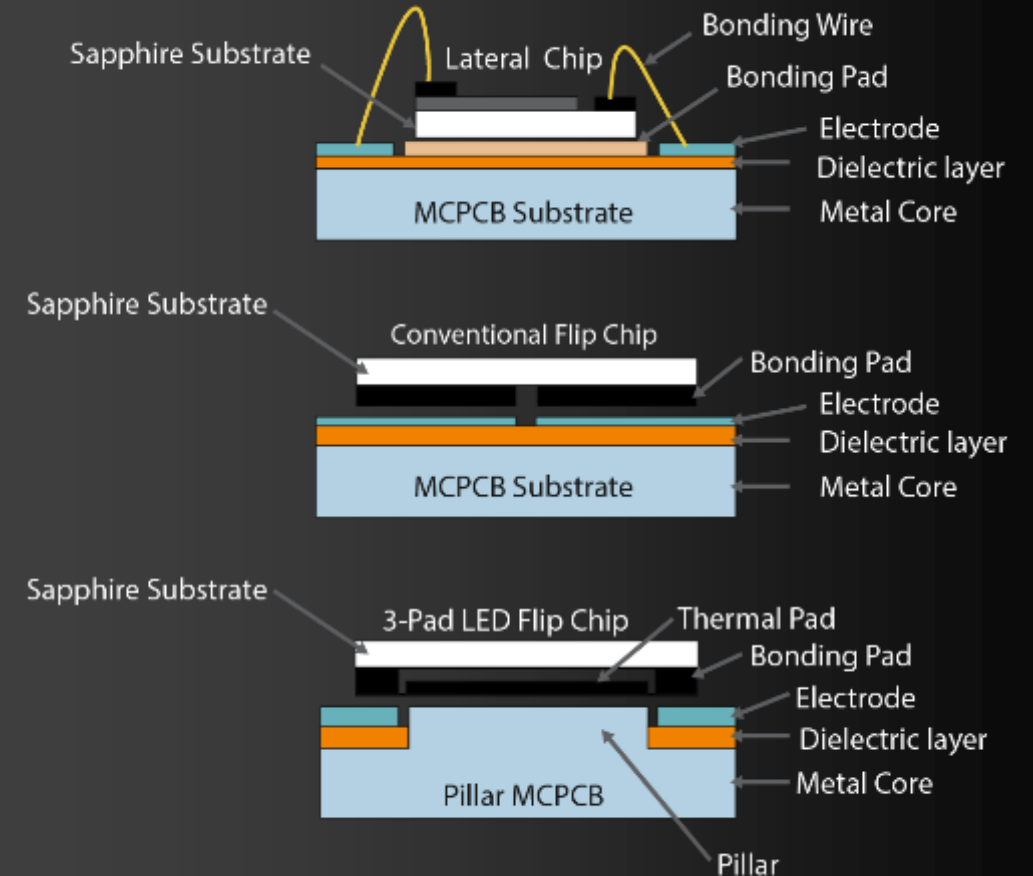 Sapphire Substrate
Lateral Chip
Bonding Wire
Bonding Pad
Electrode
Dielectric layer
MCPCB Substrate
Metal Core
Sapphire Substrate
Conventional Flip Chip
Bonding Pad
Electrode
Dielectric layer
MCPCB Substrate
Metal Core
Sapphire Substrate
3-Pad LED Flip Chip
Thermal Pad
Bonding Pad
Electrode
Dielectric layer
Metal Core
Pillar MCPCB
Pillar